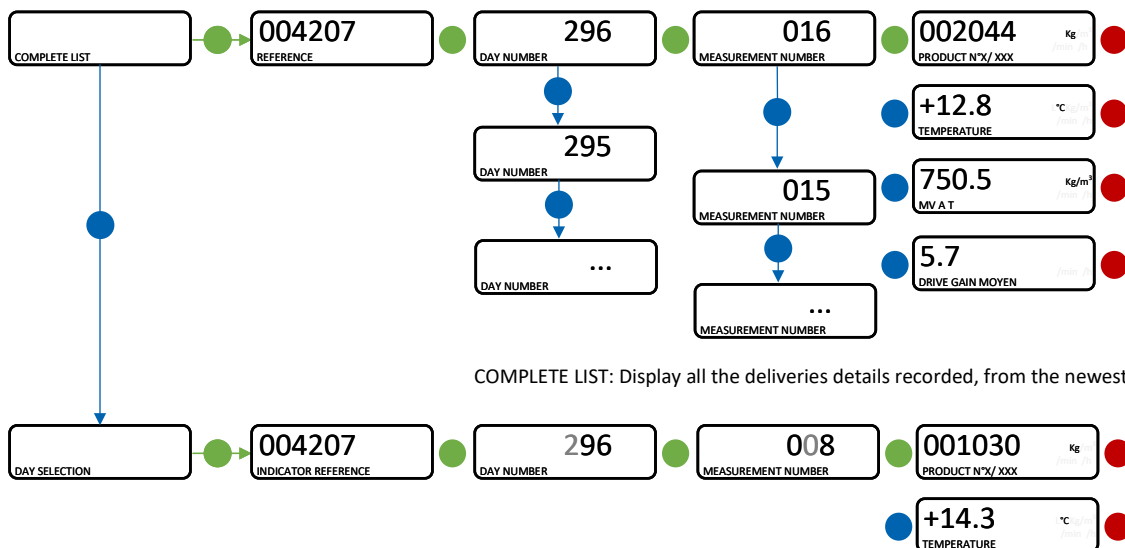 004207 296 016 002044 Kg
COMPLETE LIST REFERENCE DAY NUMBER MEASUREMENT NUMBER PRODUCT N°X/ XXX
+12.8 °C
TEMPERATURE
295
DAY NUMBER
015
MEASUREMENT NUMBER
750.5 Kg/m³
MV A T
...
DAY NUMBER
5.7
DRIVE GAIN MOYEN
...
MEASUREMENT NUMBER
COMPLETE LIST: Display all the deliveries details recorded, from the newest
004207 296 008 001030 Kg
DAY SELECTION INDICATOR REFERENCE DAY NUMBER MEASUREMENT NUMBER PRODUCT N°X/ XXX
+14.3 °C
TEMPERATURE